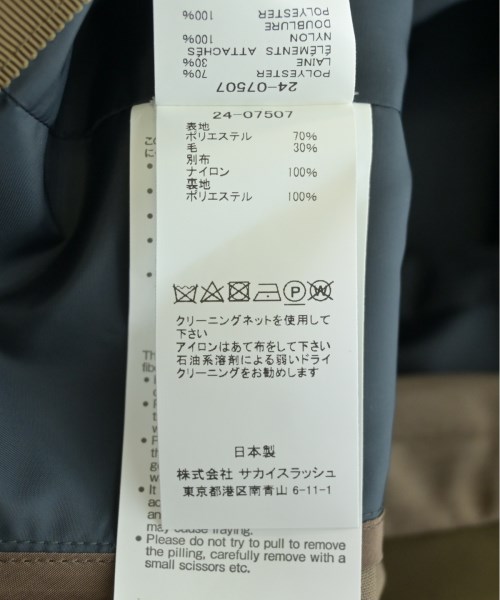 24-07507
POLYESTER 70%
LAINE 30%
ÉLÉMENTS ATTACHÉS
NYLON 100%
DOUBLURE
POLYESTER 100%
24-07507
表地
ポリエステル 70%
毛 30%
別布
ナイロン 100%
裏地
ポリエステル 100%
P W
クリーニングネットを使用して
下さい
アイロンはあて布をして下さい
石油系溶剤による弱いドライ
クリーニングをお勧めします
日本製
株式会社 サカイスラッシュ
東京都港区南青山 6-11-1
may cause fraying.
• Please do not try to pull to remove
the pilling, carefully remove with a
small scissors etc.